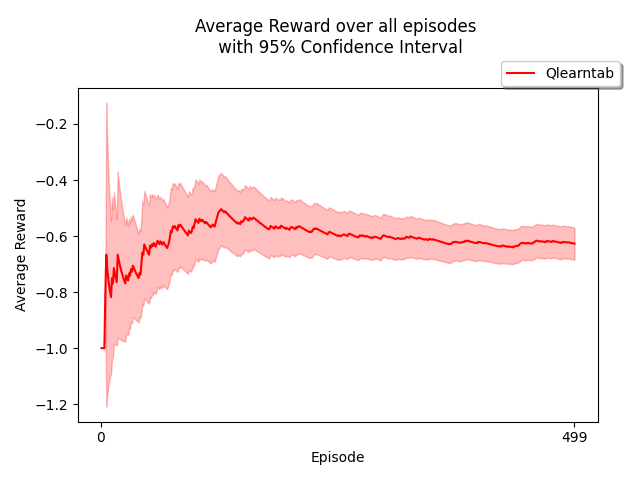 Average Reward over all episodes
with 95% Confidence Interval
Qlearntab
−0.2
−0.4
−0.6
−0.8
−1.0
−1.2
Average Reward
0
499
Episode